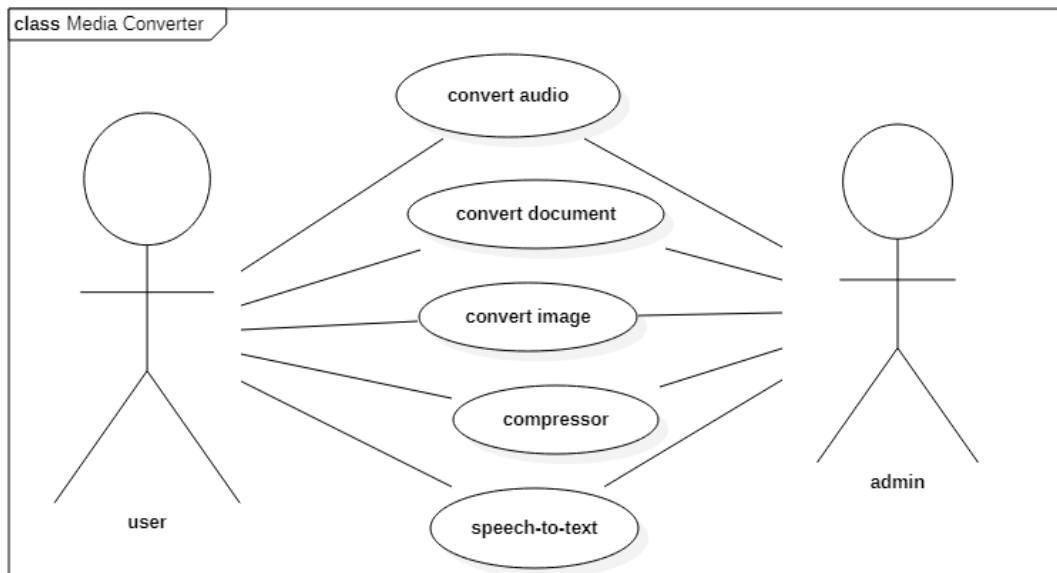 class Media Converter
convert audio
convert document
convert image
compressor
speech-to-text
user
admin